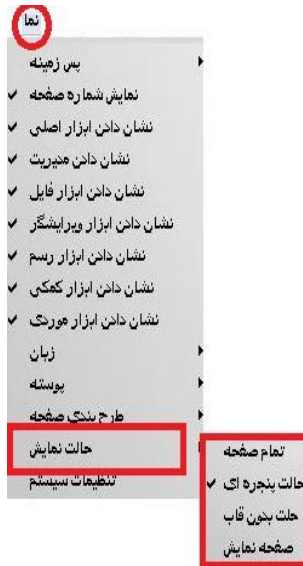 نما
پس زمینه
نمایش شماره صفحه
نشان دادن ابزار اصلی
نشان دادن مدیریت
نشان دادن ابزار فایل
نشان دادن ابزار ویرایشگر
نشان دادن ابزار رسم
نشان دادن ابزار کمکی
نشان دادن ابزار موردی
زبان
پوسته
طرح بندی صفحه
حالت نمایش
تنظیمات سیستم
تمام صفحه
حالت پنجره ای
حلت بدون قاب
صفحه نمایش